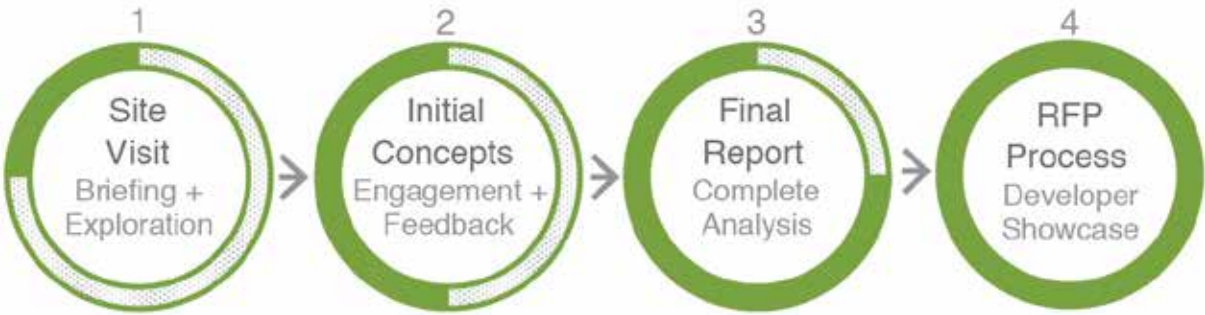 1
Site
Visit
Briefing +
Exploration
2
Initial
Concepts
Engagement +
Feedback
3
Final
Report
Complete
Analysis
4
RFP
Process
Developer
Showcase